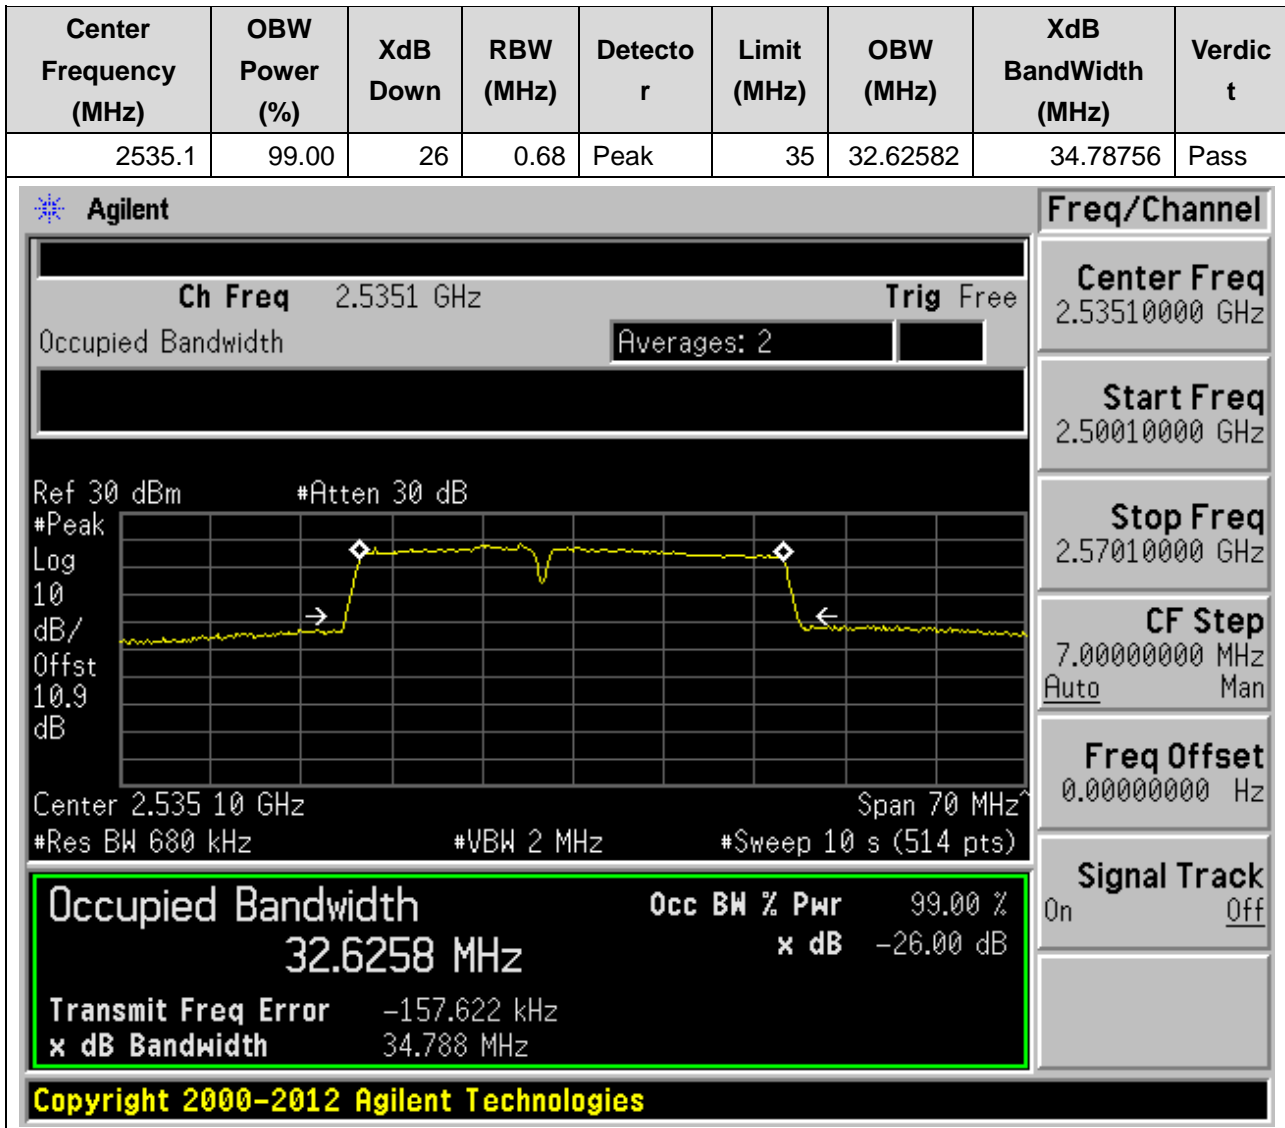 Center Frequency (MHz) OBW Power (%) XdB Down RBW (MHz) Detecto r Limit (MHz) OBW (MHz) XdB BandWidth (MHz) Verdic t
2535.1 99.00 26 0.68 Peak 35 32.62582 34.78756 Pass
Agilent
Freq/Channel
Ch Freq 2.5351 GHz Trig Free
Occupied Bandwidth Averages: 2
Ref 30 dBm #Atten 30 dB
#Peak
Log
10
dB/
Offst
10.9
dB
Center 2.535 10 GHz Span 70 MHz^
#Res BW 680 kHz #VBW 2 MHz #Sweep 10 s (514 pts)
Occupied Bandwidth Occ BW % Pwr 99.00 %
32.6258 MHz x dB -26.00 dB
Transmit Freq Error -157.622 kHz
x dB Bandwidth 34.788 MHz
Center Freq
2.53510000 GHz
Start Freq
2.50010000 GHz
Stop Freq
2.57010000 GHz
CF Step
7.00000000 MHz
Auto Man
Freq Offset
0.00000000 Hz
Signal Track
On Off
Copyright 2000-2012 Agilent Technologies